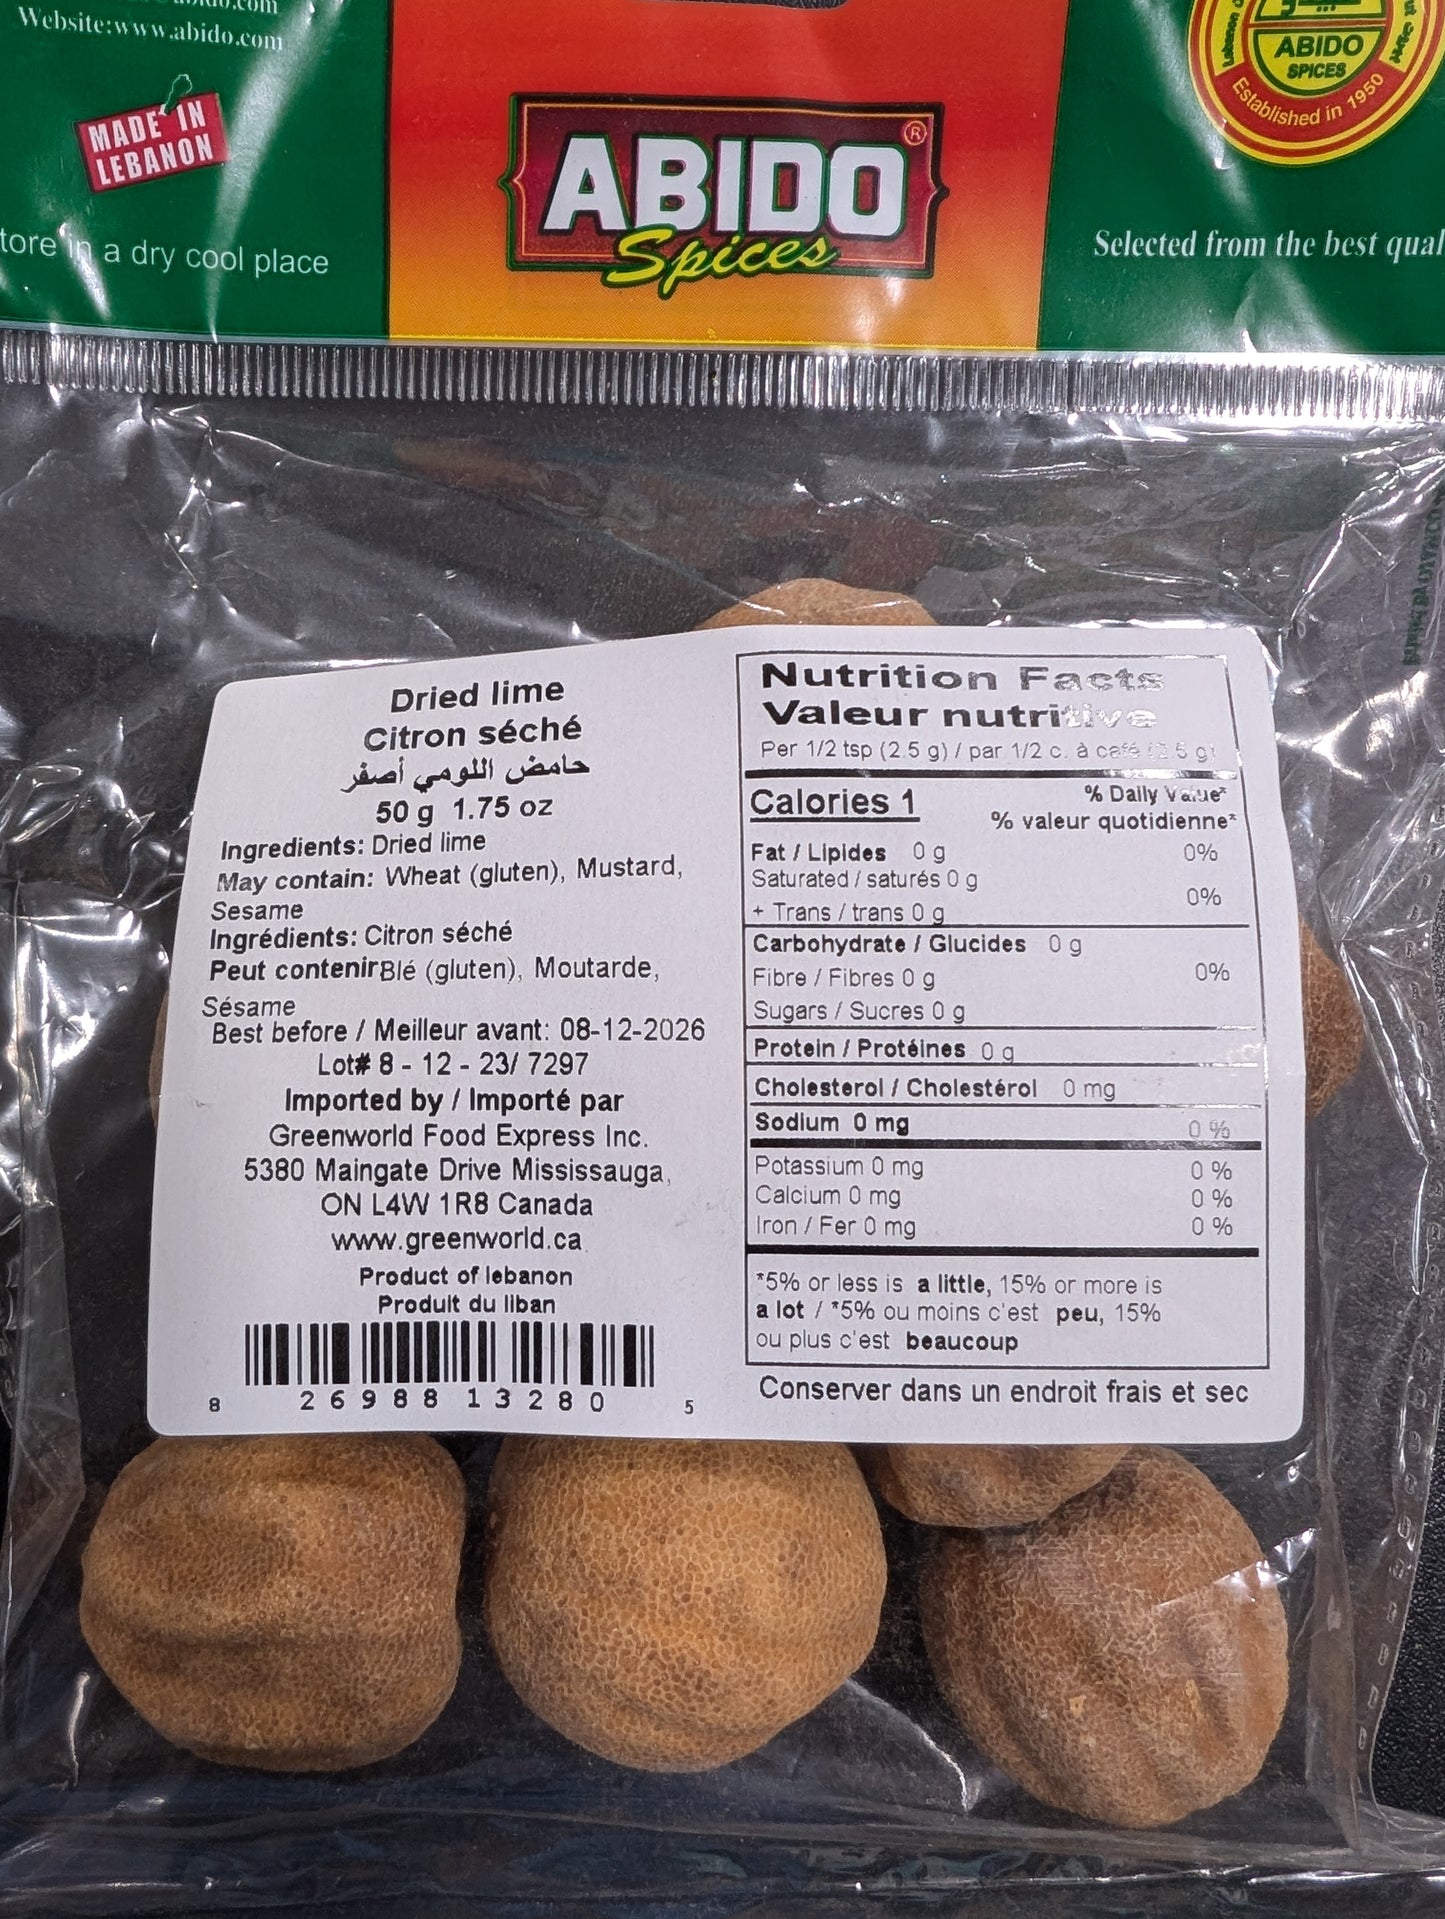 Website:www.abido.com
MADE IN
LEBANON
tore in a dry cool place
ABIDO®
Spices
ABIDO
SPICES
Established in 1950
Selected from the best qual
Dried lime
Citron séché
حامض اللومي أصفر
50 g 1.75 oz
Ingredients: Dried lime
May contain: Wheat (gluten), Mustard,
Sesame
Ingrédients: Citron séché
Peut contenirBlé (gluten), Moutarde,
Sésame
Best before / Meilleur avant: 08-12-2026
Lot# 8 - 12 - 23/ 7297
Imported by / Importé par
Greenworld Food Express Inc.
5380 Maingate Drive Mississauga,
ON L4W 1R8 Canada
www.greenworld.ca
Product of lebanon
Produit du liban
8 26988 13280 5
Nutrition Facts
Valeur nutritive
Per 1/2 tsp (2.5 g) / par 1/2 c. à café (2.5 g)
Calories 1
% Daily Value*
% valeur quotidienne*
Fat / Lipides 0 g 0%
Saturated / saturés 0 g
+ Trans / trans 0 g 0%
Carbohydrate / Glucides 0 g
Fibre / Fibres 0 g 0%
Sugars / Sucres 0 g
Protein / Protéines 0 g
Cholesterol / Cholestérol 0 mg
Sodium 0 mg 0 %
Potassium 0 mg 0 %
Calcium 0 mg 0 %
Iron / Fer 0 mg 0 %
*5% or less is a little, 15% or more is
a lot / *5% ou moins c'est peu, 15%
ou plus c'est beaucoup
Conserver dans un endroit frais et sec